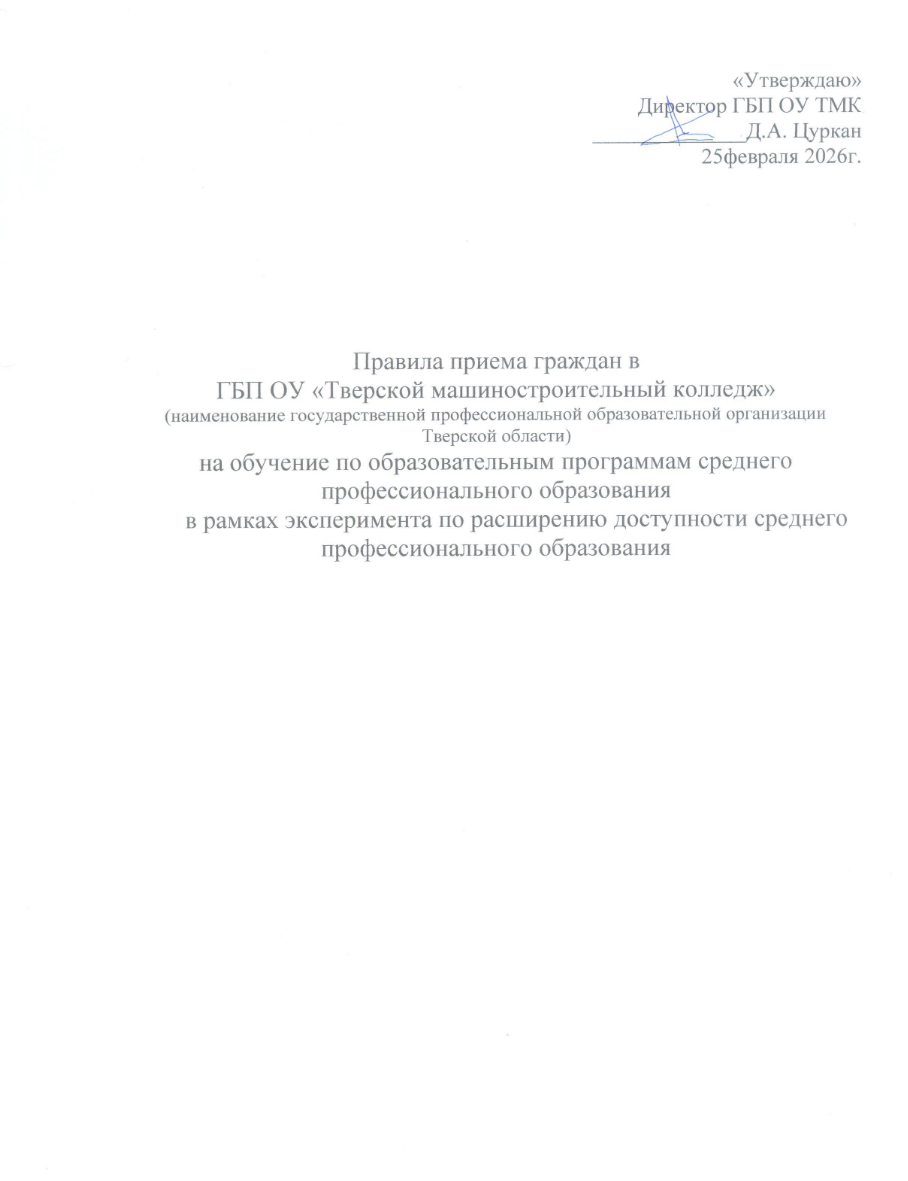 «Утверждаю»
Директор ГБП ОУ ТМК
________________Д.А. Цуркан
25февраля 2026г.
Правила приема граждан в
ГБП ОУ «Тверской машиностроительный колледж»
(наименование государственной профессиональной образовательной организации
Тверской области)
на обучение по образовательным программам среднего
профессионального образования
в рамках эксперимента по расширению доступности среднего
профессионального образования